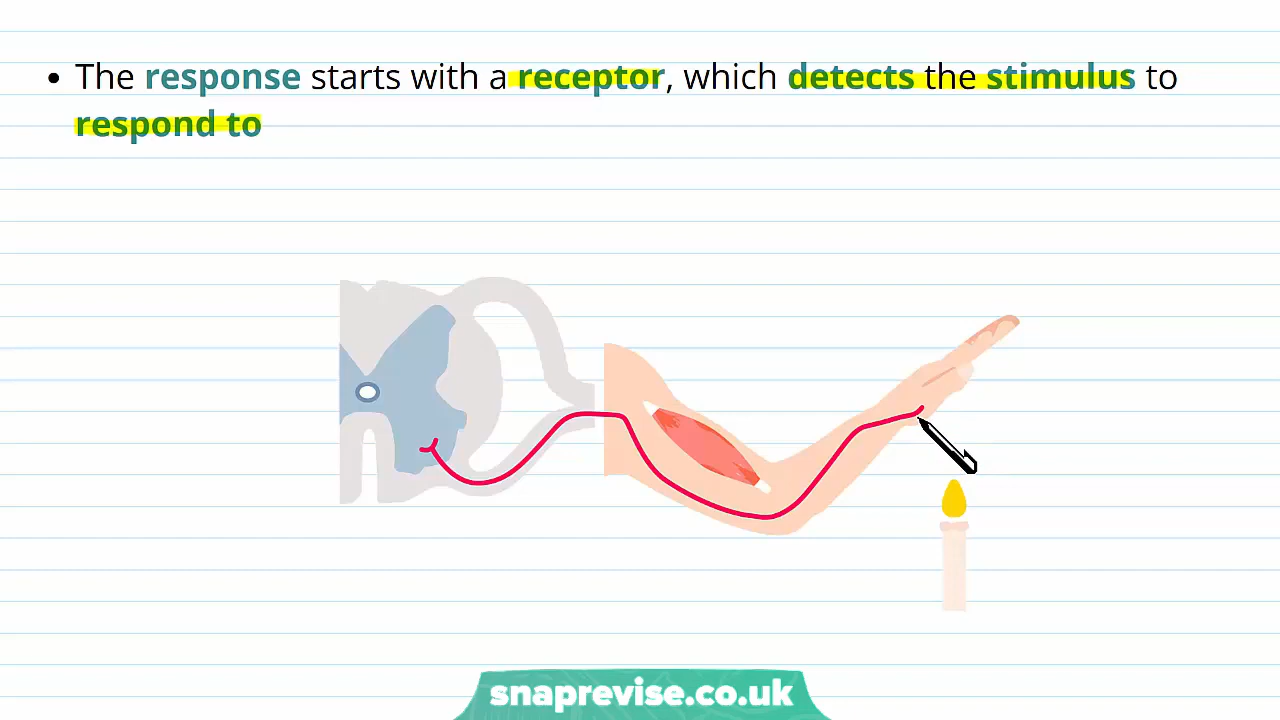 • The response starts with a receptor, which detects the stimulus to
respond to
snaprevise.co.uk